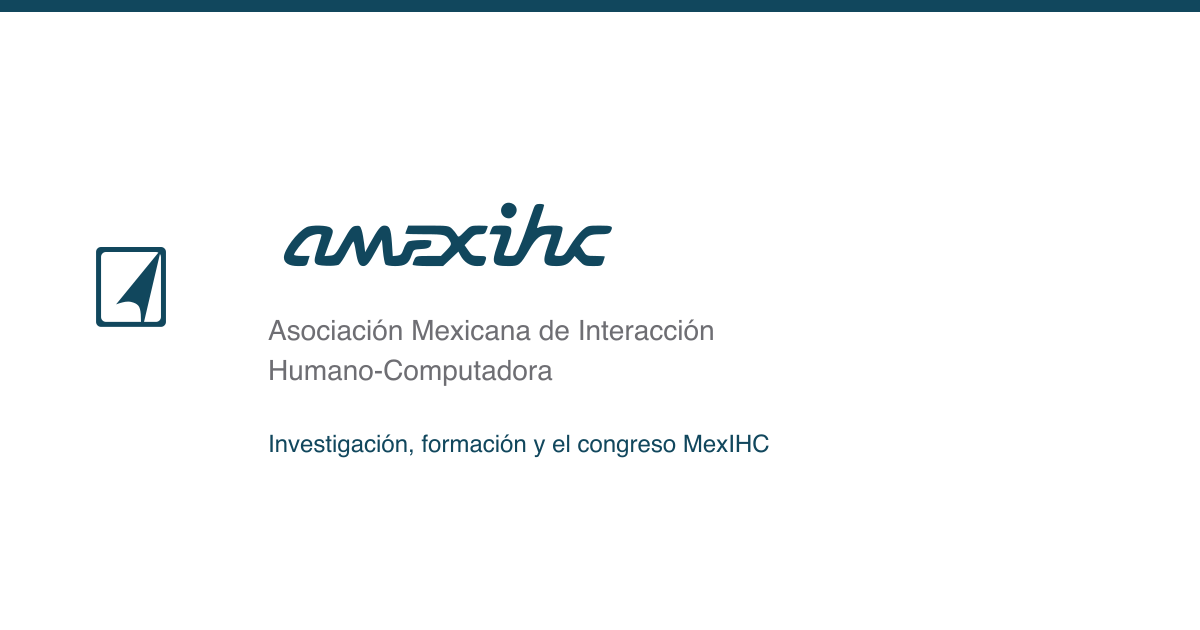 amexihc
Asociación Mexicana de Interacción
Humano-Computadora
Investigación, formación y el congreso MexIHC